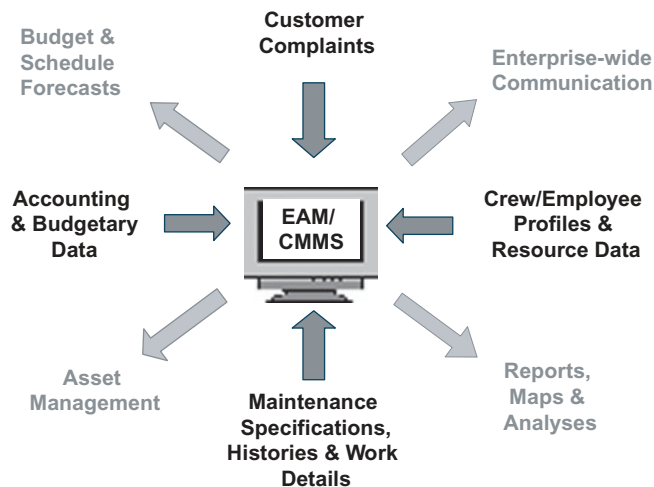 Customer
Complaints
Budget &
Schedule
Forecasts
Enterprise-wide
Communication
Accounting
& Budgetary
Data
EAM/
CMMS
Crew/Employee
Profiles &
Resource Data
Asset
Management
Maintenance
Specifications,
Histories & Work
Details
Reports,
Maps &
Analyses